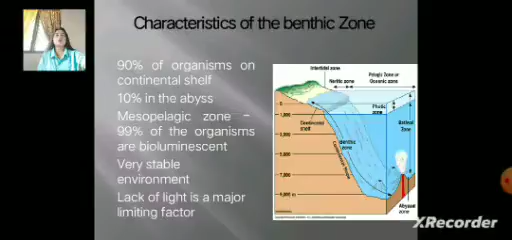 Characteristics of the benthic Zone
90% of organisms on
continental shelf
10% in the abyss
Mesopelagic zone –
99% of the organisms
are bioluminescent
Very stable
environment
Lack of light is a major
limiting factor
Intertidal zone
Neritic zone
Pelagic Zone or
Oceanic zone
Photic
zone
Continental
shelf
Benthic
zone
Abyssal
zone
XRecorder